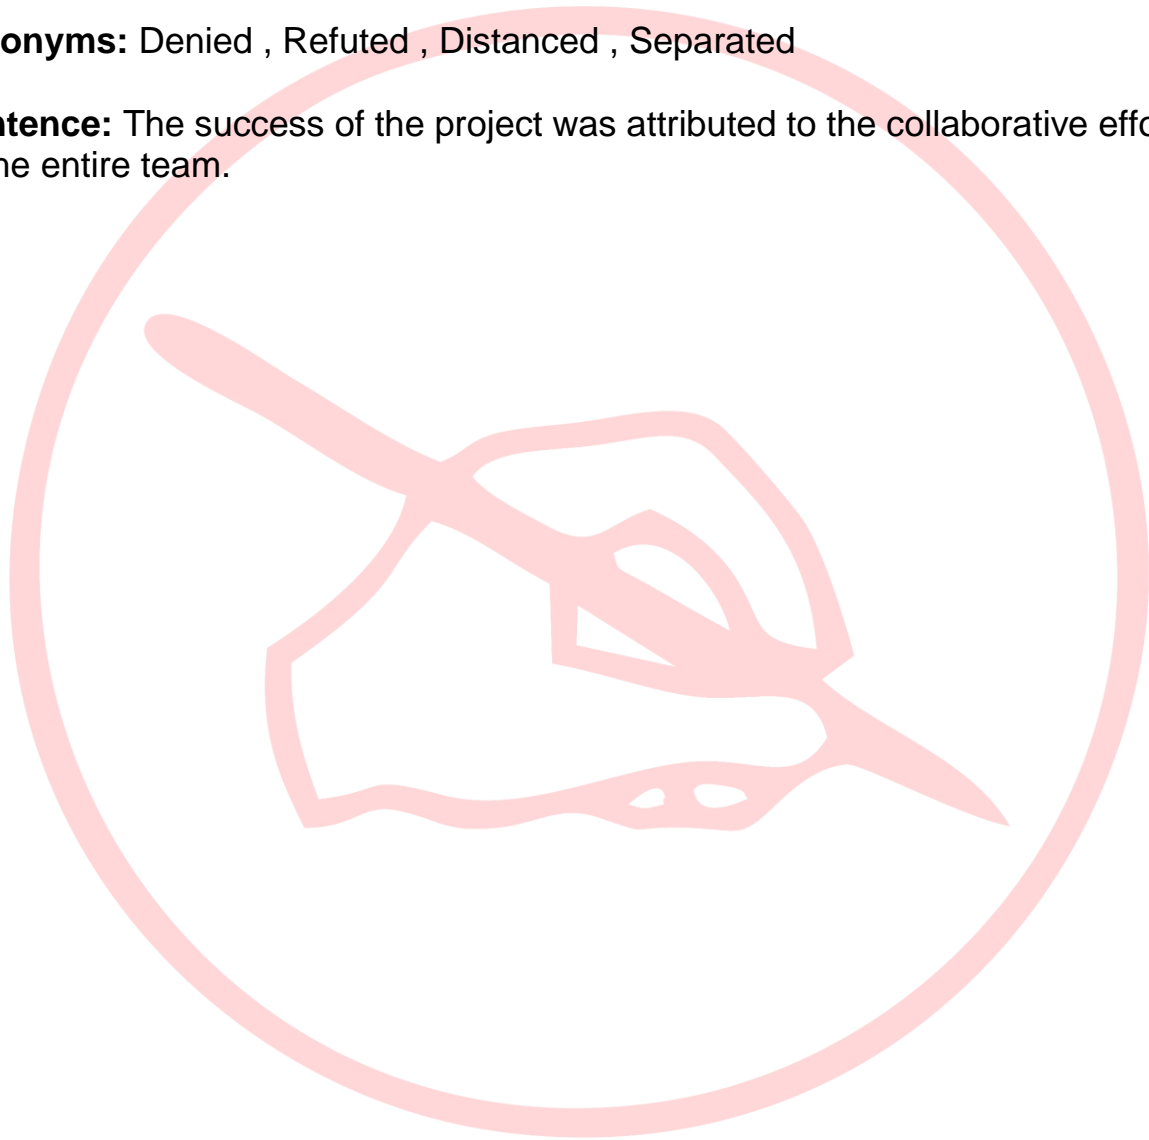 onyms: Denied , Refuted , Distanced , Separated
ntence: The success of the project was attributed to the collaborative effo
he entire team.